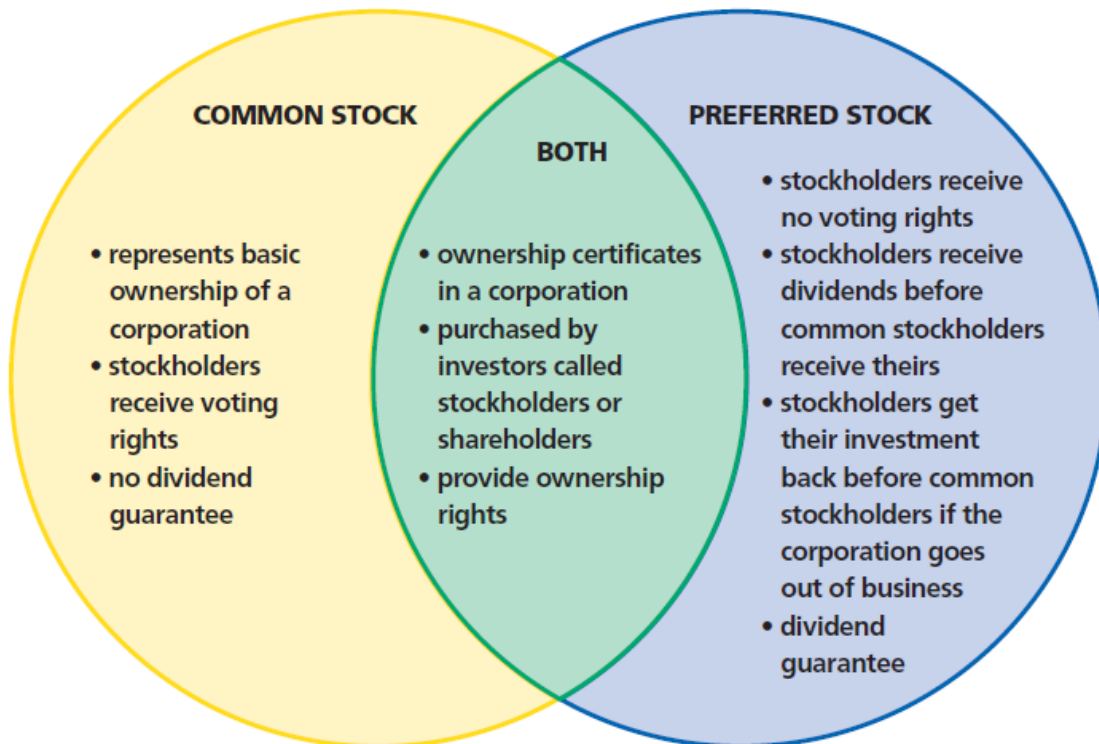 COMMON STOCK
• represents basic
ownership of a
corporation
• stockholders
receive voting
rights
• no dividend
guarantee
BOTH
• ownership certificates
in a corporation
• purchased by
investors called
stockholders or
shareholders
• provide ownership
rights
PREFERRED STOCK
• stockholders receive
no voting rights
• stockholders receive
dividends before
common stockholders
receive theirs
• stockholders get
their investment
back before common
stockholders if the
corporation goes
out of business
• dividend
guarantee